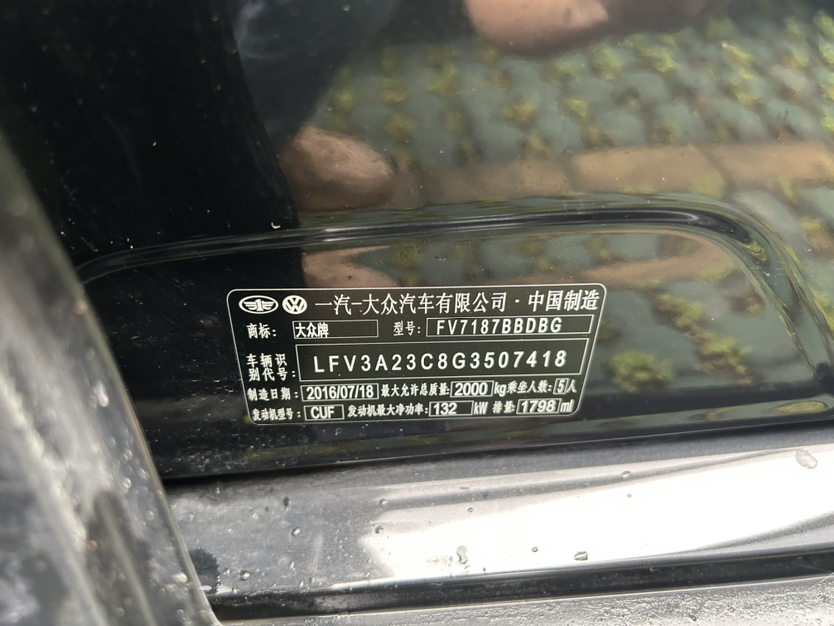 一汽-大众汽车有限公司·中国制造
商标: 大众牌 型号: FV7187BBDBG
车辆识别代号: LFV3A23C8G3507418
制造日期: 2016/07/18 最大允许总质量: 2000 kg 乘坐人数: 5人
发动机型号: CUF 发动机最大净功率: 132 kW 排量: 1798 ml